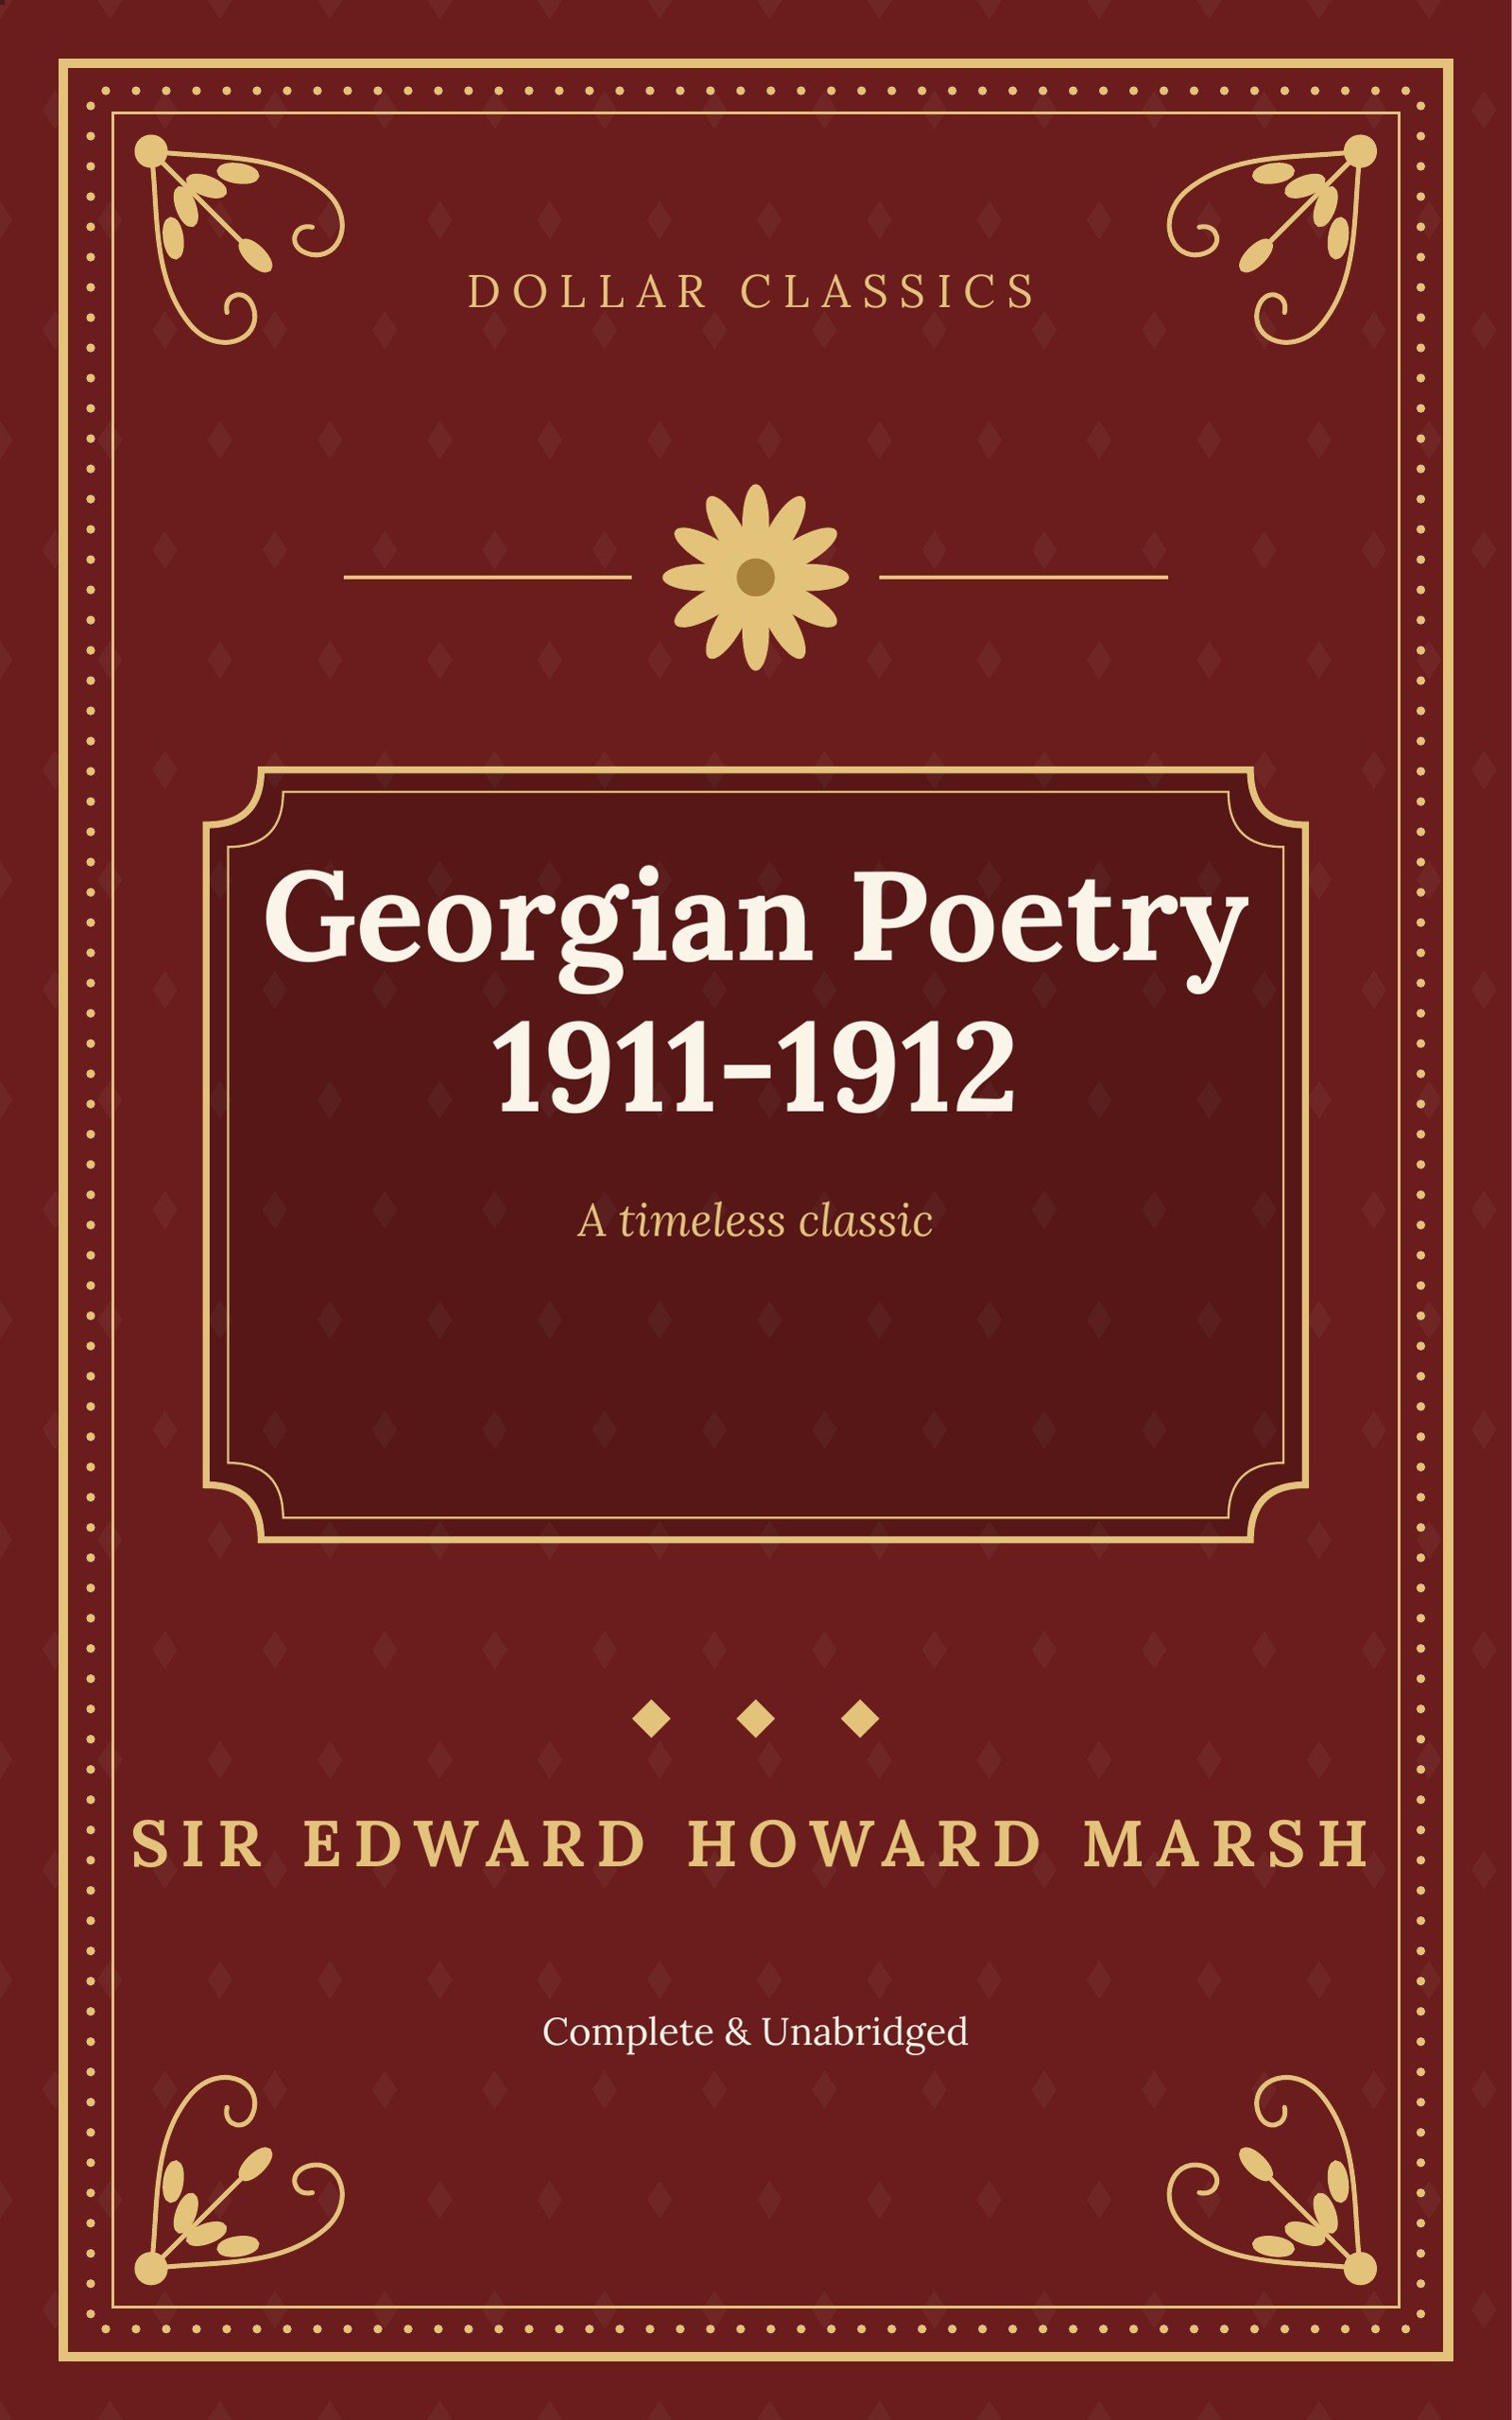 DOLLAR CLASSICS
Georgian Poetry
1911–1912
A timeless classic
SIR EDWARD HOWARD MARSH
Complete & Unabridged